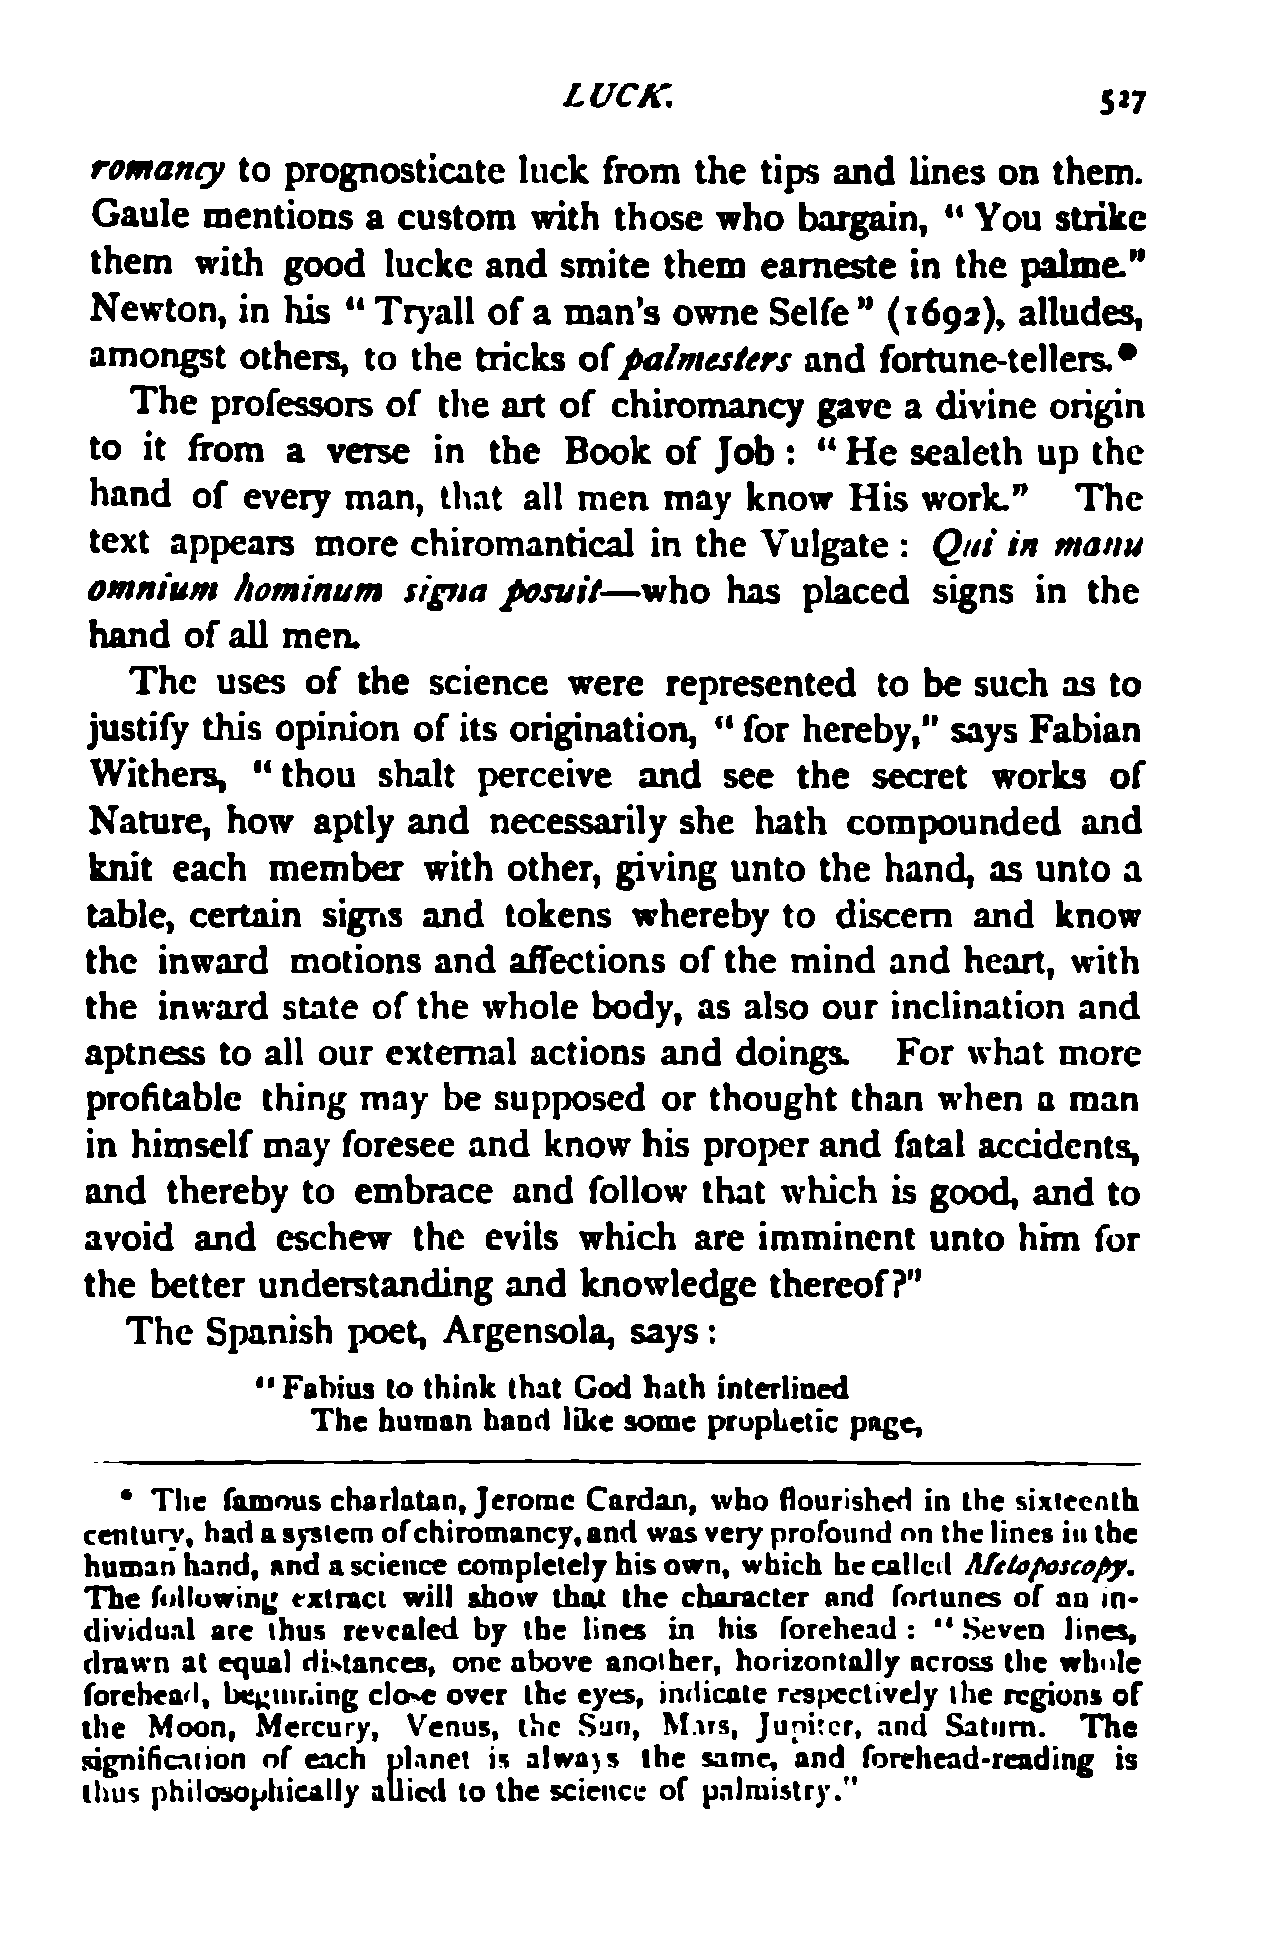 LUCK. 527
romancy to prognosticate luck from the tips and lines on them.
Gaule mentions a custom with those who bargain, “ You strike
them with good lucke and smite them earneste in the palme.”
Newton, in his “ Tryall of a man's owne Selfe ” (1692), alludes,
amongst others, to the tricks of palmesters and fortune-tellers.*
The professors of the art of chiromancy gave a divine origin
to it from a verse in the Book of Job : “ He sealeth up the
hand of every man, that all men may know His work.” The
text appears more chiromantical in the Vulgate : Qui in manu
omnium hominum signa posuit—who has placed signs in the
hand of all men.
The uses of the science were represented to be such as to
justify this opinion of its origination, “ for hereby,” says Fabian
Withers, “ thou shalt perceive and see the secret works of
Nature, how aptly and necessarily she hath compounded and
knit each member with other, giving unto the hand, as unto a
table, certain signs and tokens whereby to discern and know
the inward motions and affections of the mind and heart, with
the inward state of the whole body, as also our inclination and
aptness to all our external actions and doings. For what more
profitable thing may be supposed or thought than when a man
in himself may foresee and know his proper and fatal accidents,
and thereby to embrace and follow that which is good, and to
avoid and eschew the evils which are imminent unto him for
the better understanding and knowledge thereof?”
The Spanish poet, Argensola, says :
“ Fabius to think that God hath interlined
The human hand like some prophetic page,
* The famous charlatan, Jerome Cardan, who flourished in the sixteenth
century, had a system of chiromancy, and was very profound on the lines in the
human hand, and a science completely his own, which he called Metoposcopy.
The following extract will show that the character and fortunes of an in-
dividual are thus revealed by the lines in his forehead : “ Seven lines,
drawn at equal distances, one above another, horizontally across the whole
forehead, beginning close over the eyes, indicate respectively the regions of
the Moon, Mercury, Venus, the Sun, Mars, Jupiter, and Saturn. The
signification of each planet is always the same, and forehead-reading is
thus philosophically allied to the science of palmistry.”